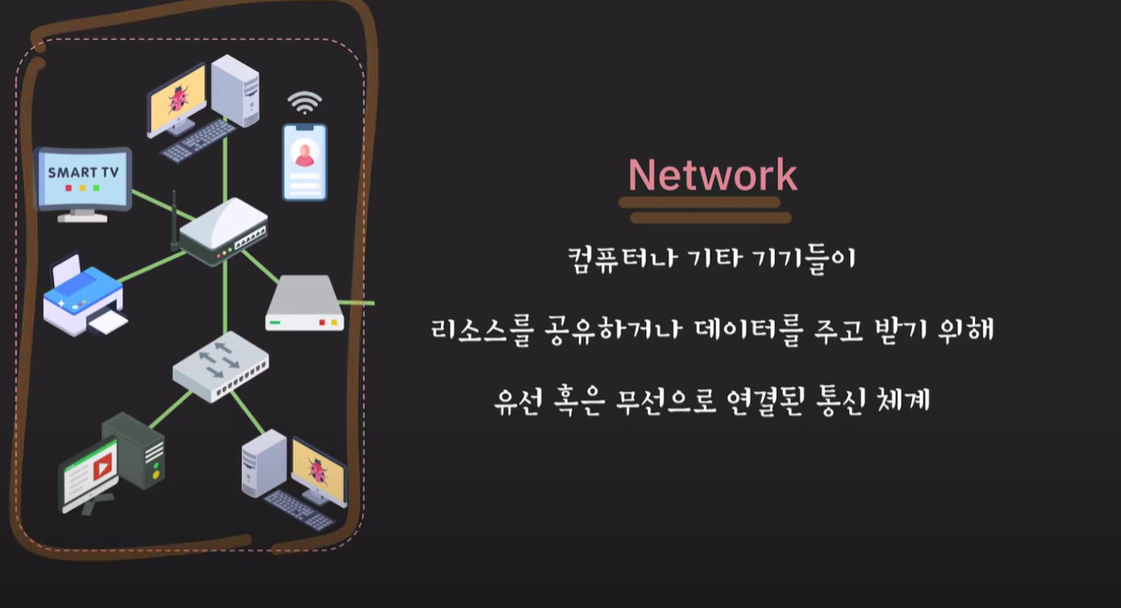 SMART TV
Network
컴퓨터나 기타 기기들이
리소스를 공유하거나 데이터를 주고 받기 위해
유선 혹은 무선으로 연결된 통신 체계